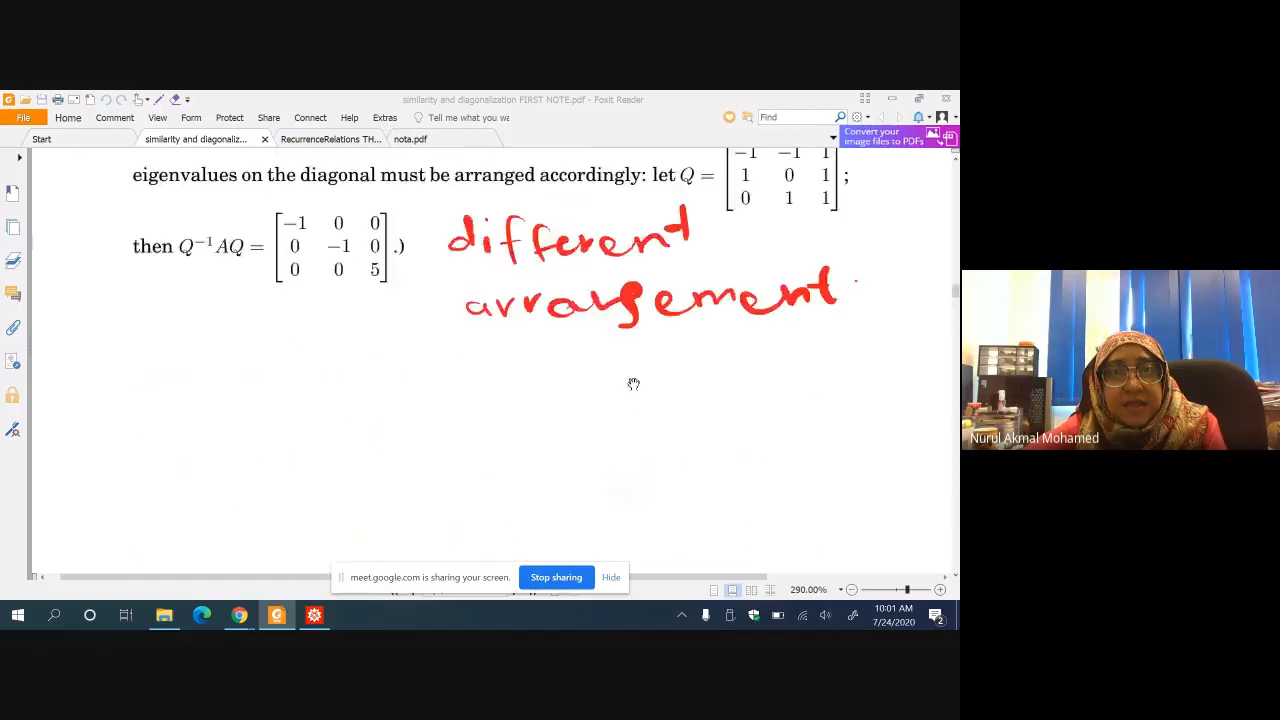 similarity and diagonalization FIRST NOTE.pdf - Foxit Reader
File Home Comment View Form Protect Share Connect Help Extras Tell me what you wa Find
Start similarity and diagonaliz... RecurrenceRelations TH... nota.pdf
Convert your image files to PDFs
eigenvalues on the diagonal must be arranged accordingly: let Q = [−1 −1 1; 1 0 1; 0 1 1];
then Q⁻¹AQ = [−1 0 0; 0 −1 0; 0 0 5].)
different
arrangement
Nurul Akmal Mohamed
meet.google.com is sharing your screen. Stop sharing Hide
290.00%
10:01 AM
7/24/2020
2